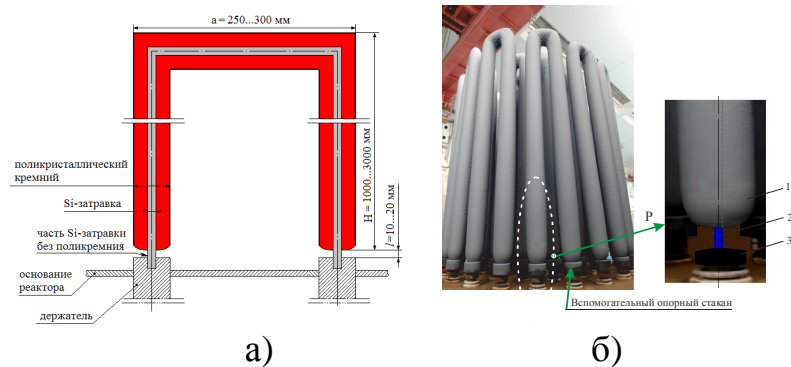 a = 250...300 мм
H = 1000...3000 мм
l=10...20 мм
поликристаллический
кремний
Si-затравка
часть Si-затравки
без поликремния
основание
реактора
держатель
а)
P
1
2
3
Вспомогательный опорный стакан
б)